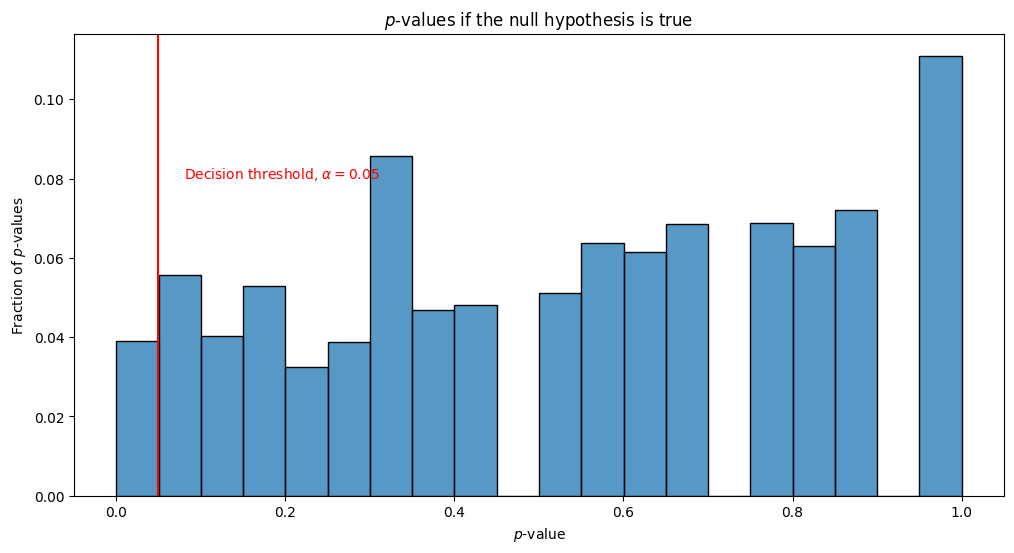 p-values if the null hypothesis is true
Decision threshold, α = 0.05
Fraction of p-values
0.10
0.08
0.06
0.04
0.02
0.00
0.0 0.2 0.4 0.6 0.8 1.0
p-value